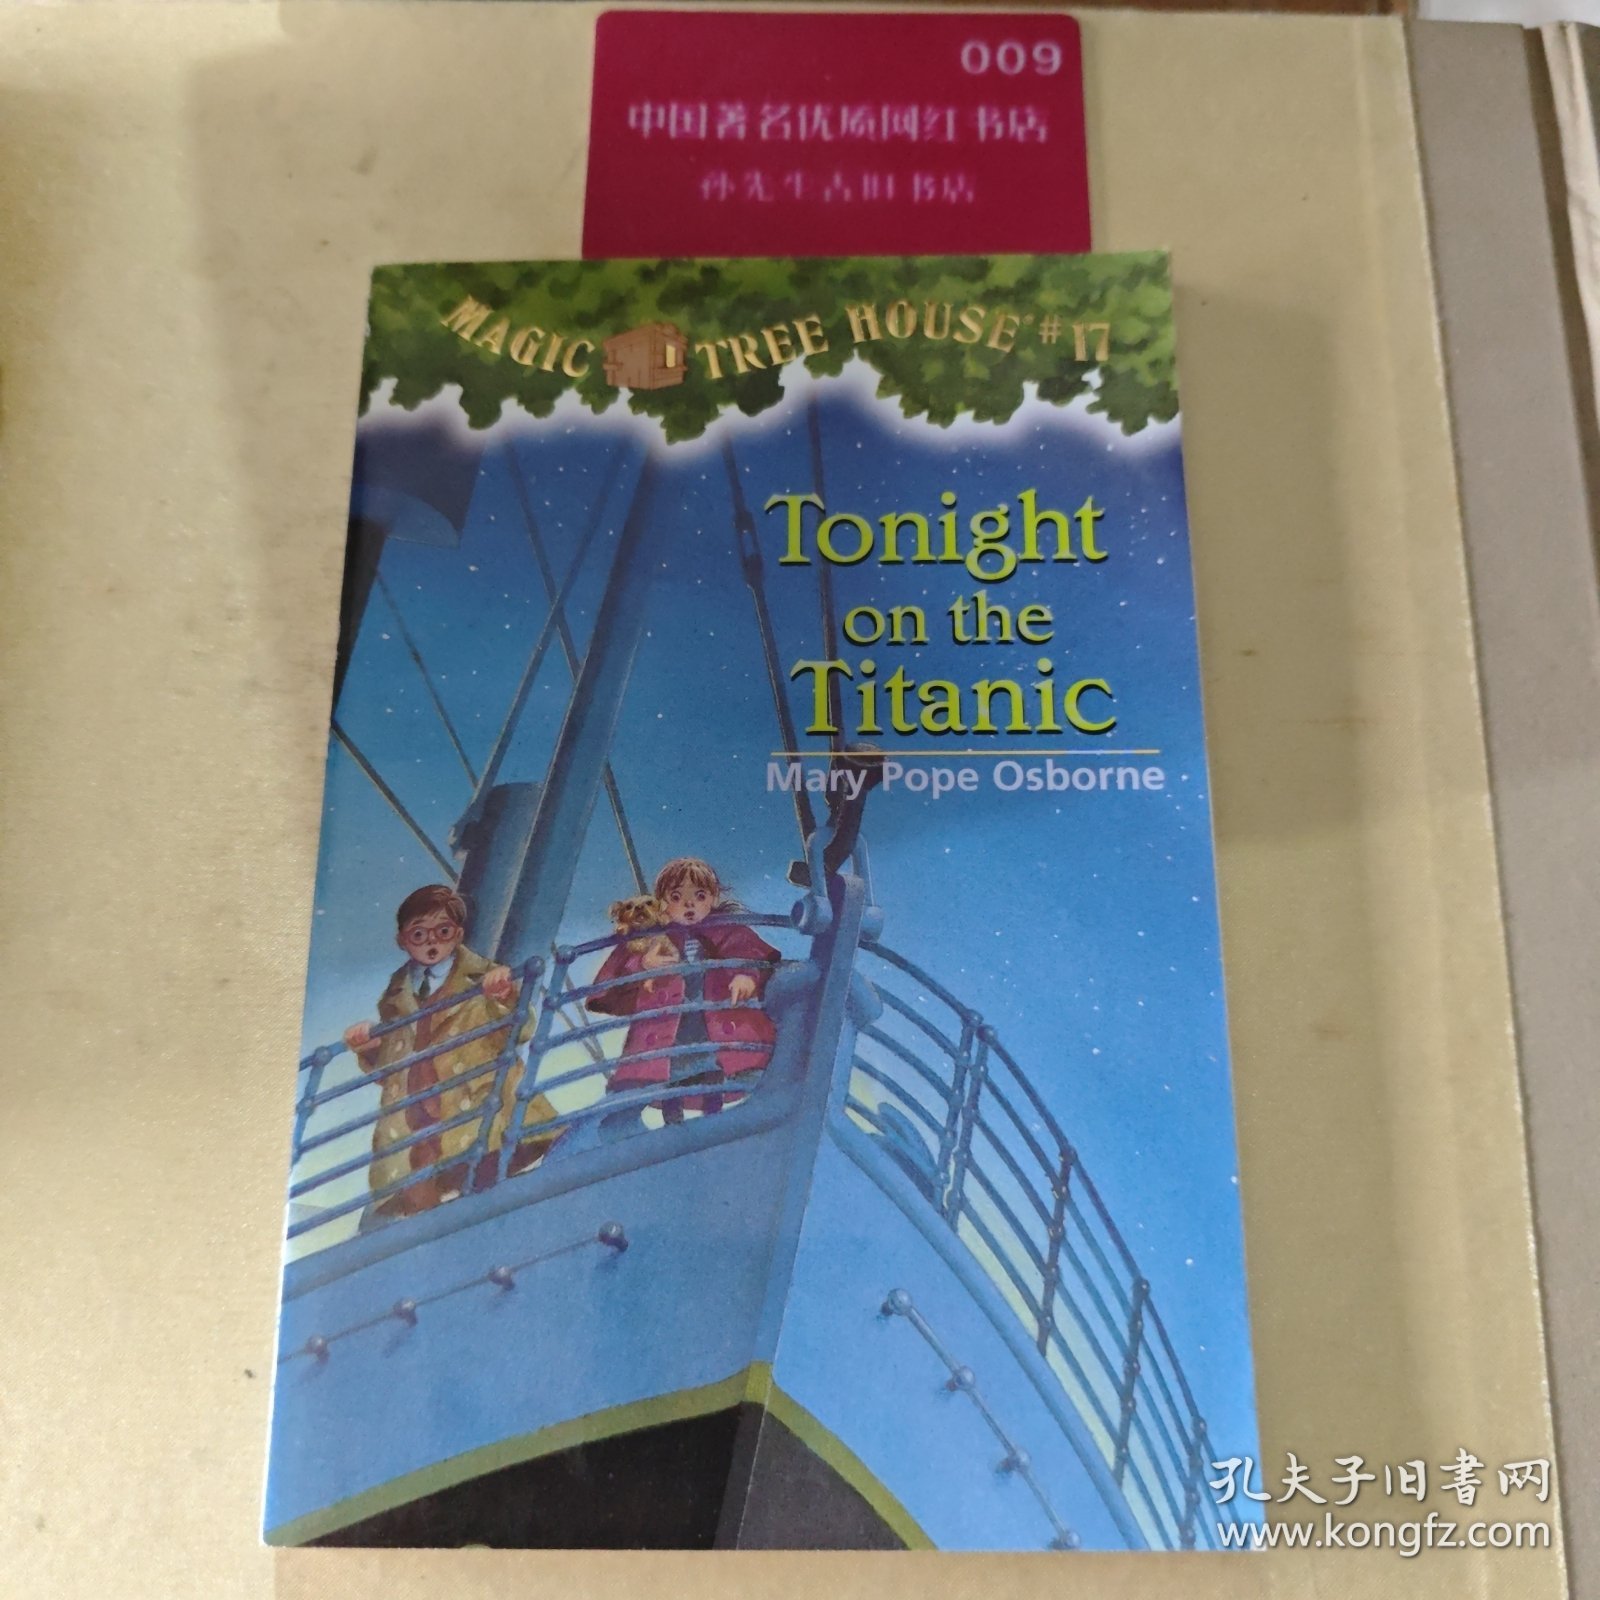 009
中国著名优质网红书店
孙先生古旧书店
MAGIC TREE HOUSE® #17
Tonight
on the
Titanic
Mary Pope Osborne
孔夫子旧书网
www.kongfz.com